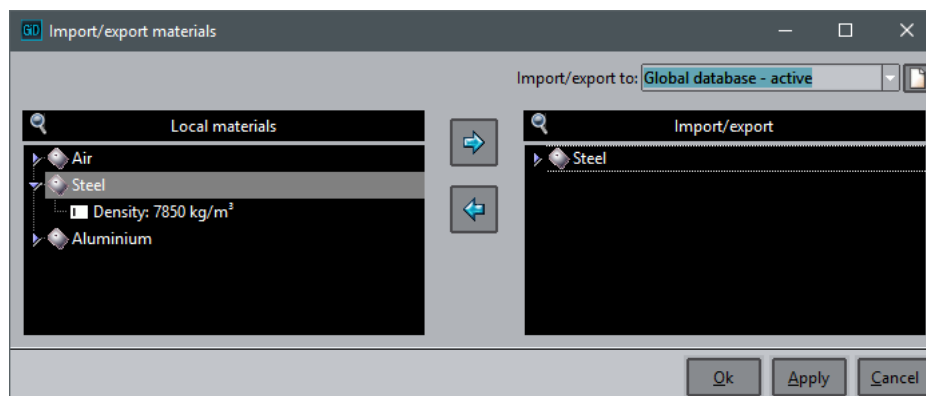 GiD Import/export materials
Import/export to: Global database - active
Local materials
Air
Steel
Density: 7850 kg/m³
Aluminium
Import/export
Steel
Ok Apply Cancel